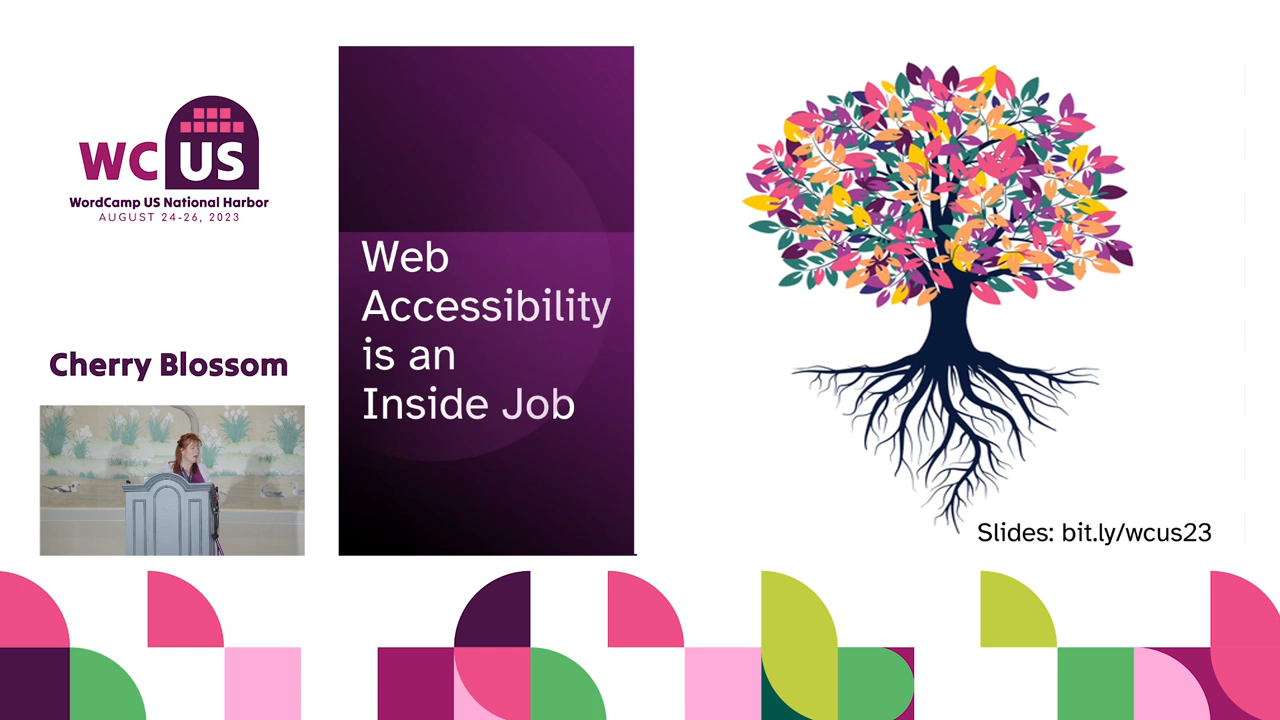 WC US
WordCamp US National Harbor
AUGUST 24-26, 2023
Cherry Blossom
Web
Accessibility
is an
Inside Job
Slides: bit.ly/wcus23